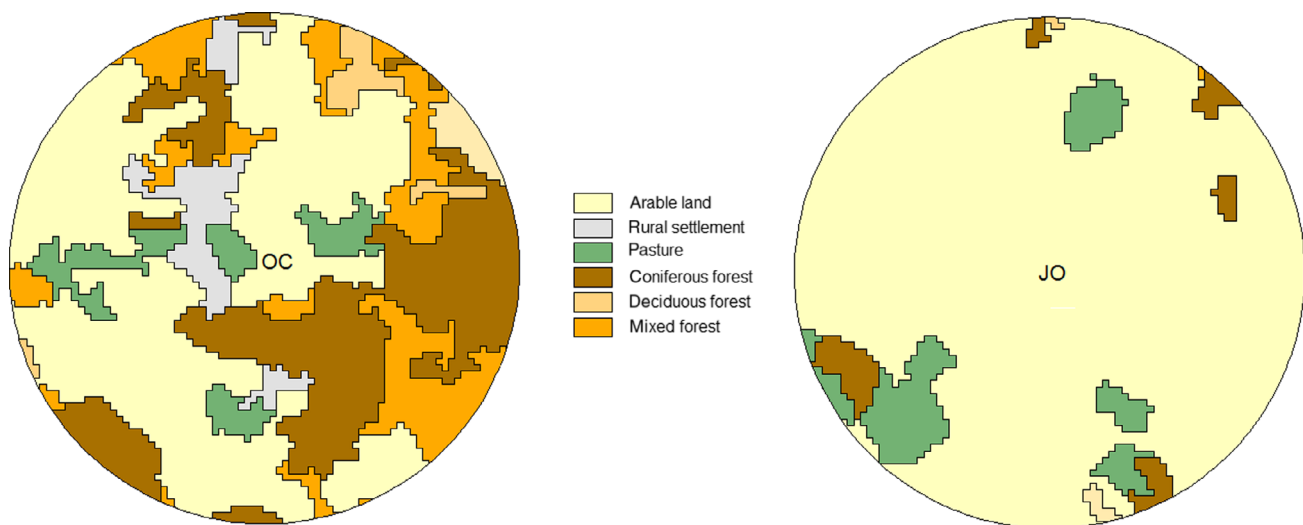 OC
Arable land
Rural settlement
Pasture
Coniferous forest
Deciduous forest
Mixed forest
JO